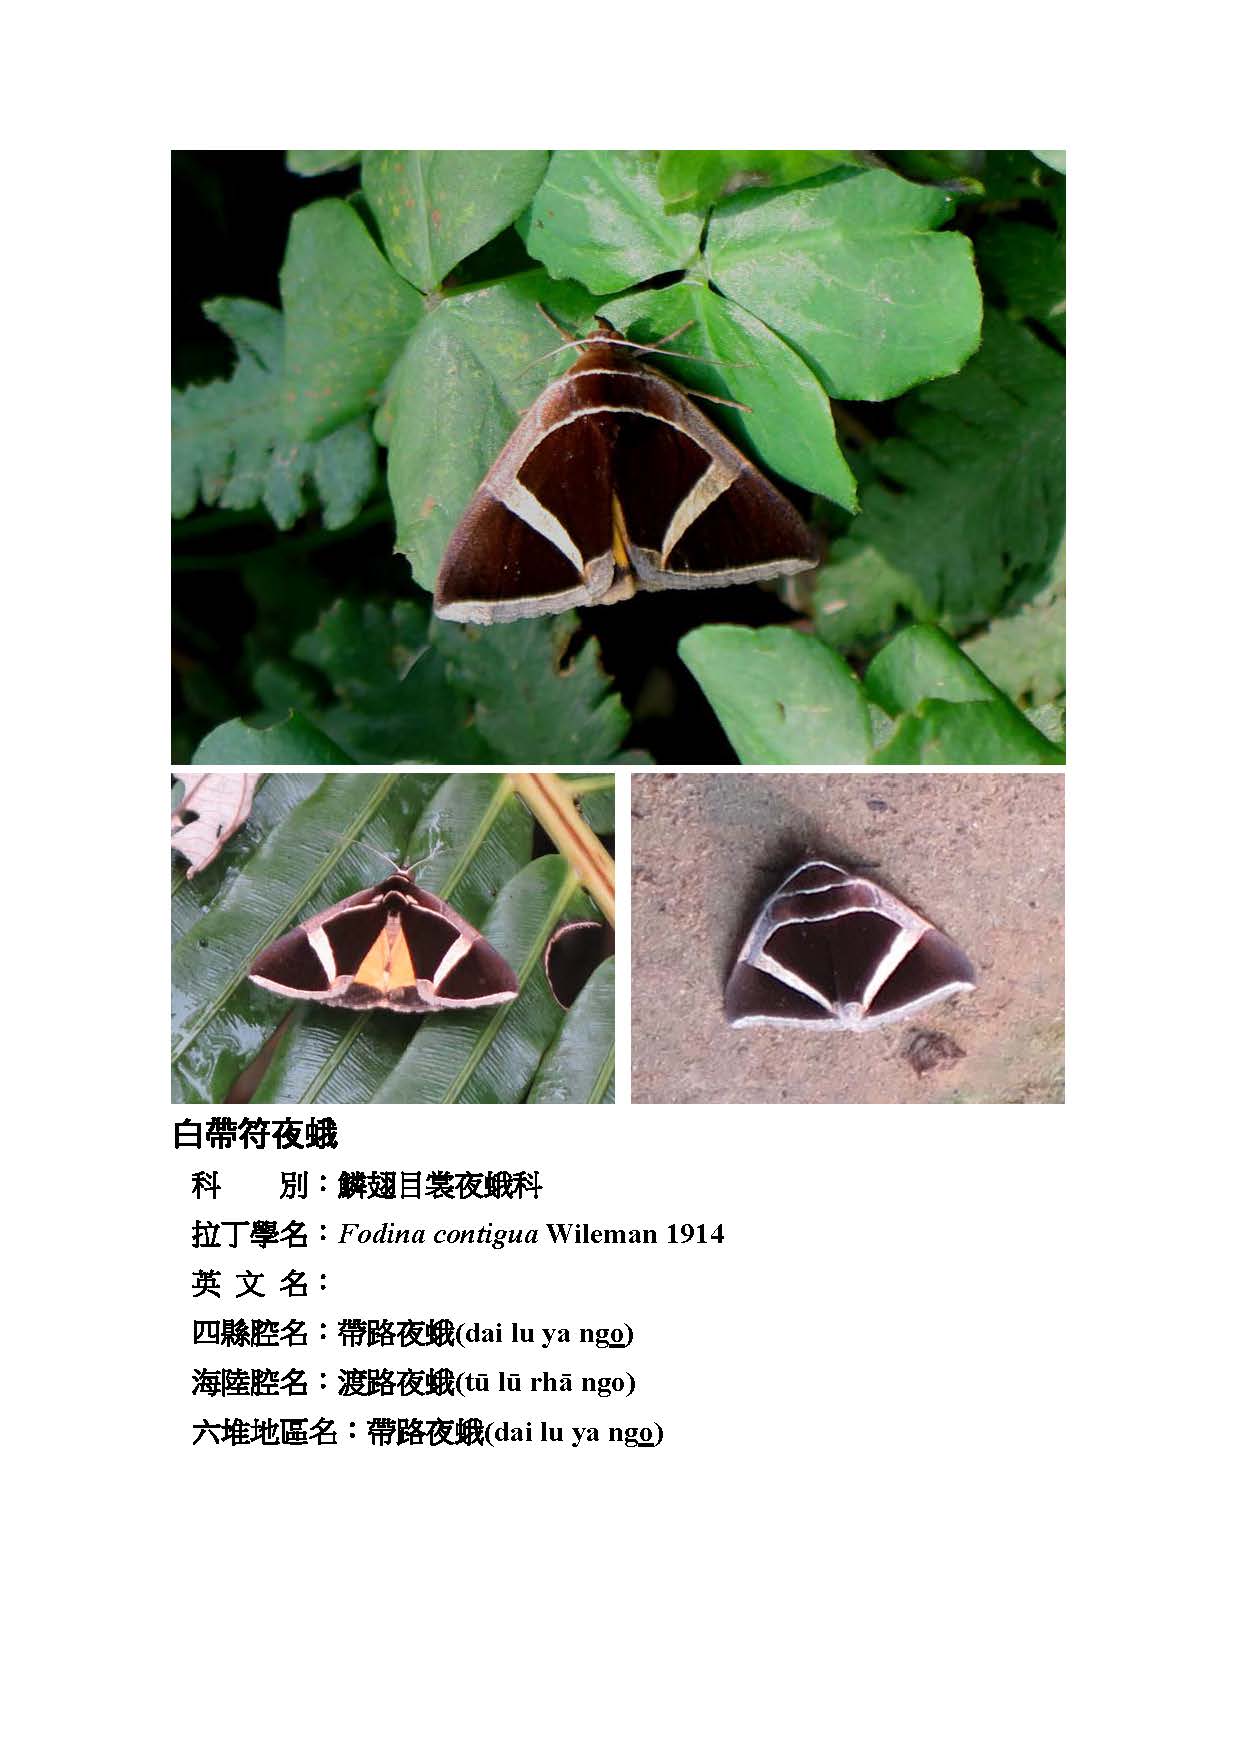 白帶符夜蛾
科　　別：鱗翅目裳夜蛾科
拉丁學名：Fodina contigua Wileman 1914
英 文 名：
四縣腔名：帶路夜蛾(dai lu ya ngo)
海陸腔名：渡路夜蛾(tū lū rhā ngo)
六堆地區名：帶路夜蛾(dai lu ya ngo)